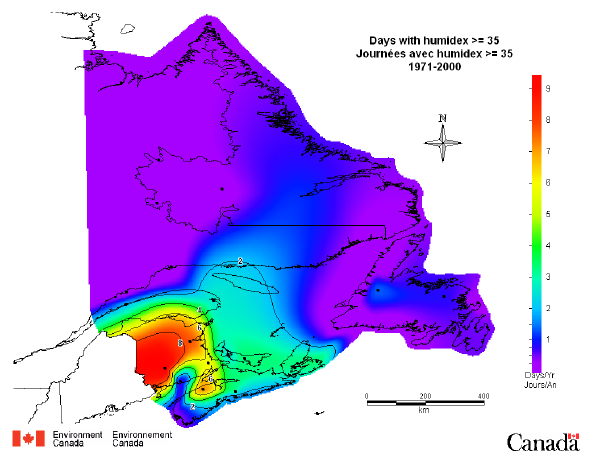 Days with humidex >= 35
Journées avec humidex >= 35
1971-2000
N
9
8
7
6
5
4
3
2
1
Days/Yr
Jours/An
2
6
8
6
2
0 200 400
km
Environment Canada
Environnement Canada
Canada